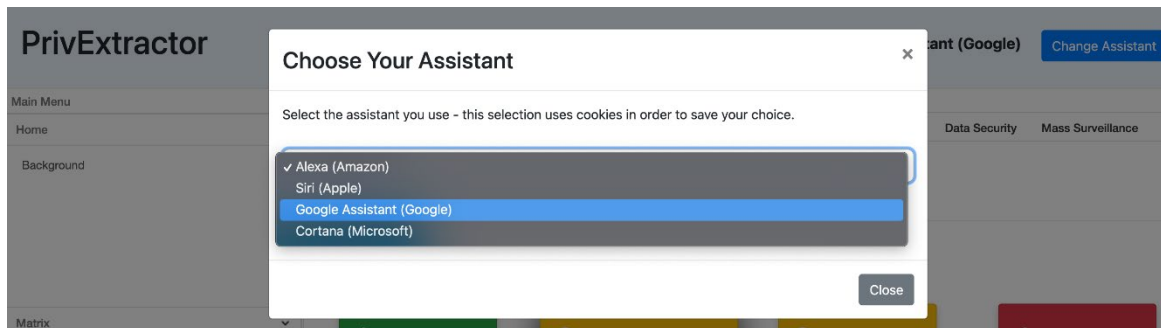 PrivExtractor
Choose Your Assistant
×
tant (Google)
Change Assistant
Main Menu
Select the assistant you use - this selection uses cookies in order to save your choice.
Home
Data Security
Mass Surveillance
Background
✓ Alexa (Amazon)
Siri (Apple)
Google Assistant (Google)
Cortana (Microsoft)
Close
Matrix